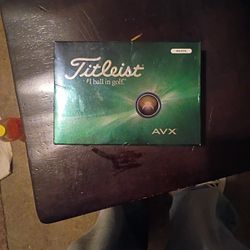 Titleist
#1 ball in golf.
AVX